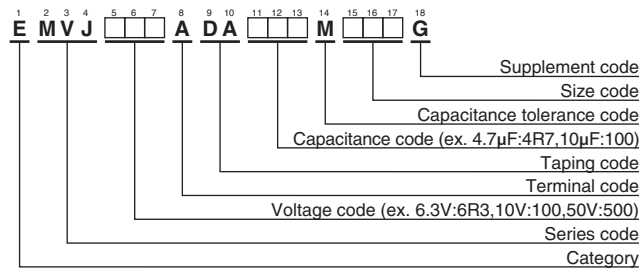 1 2 3 4 5 6 7 8 9 10 11 12 13 14 15 16 17 18
E M V J A D A M G
Supplement code
Size code
Capacitance tolerance code
Capacitance code (ex. 4.7μF:4R7,10μF:100)
Taping code
Terminal code
Voltage code (ex. 6.3V:6R3,10V:100,50V:500)
Series code
Category